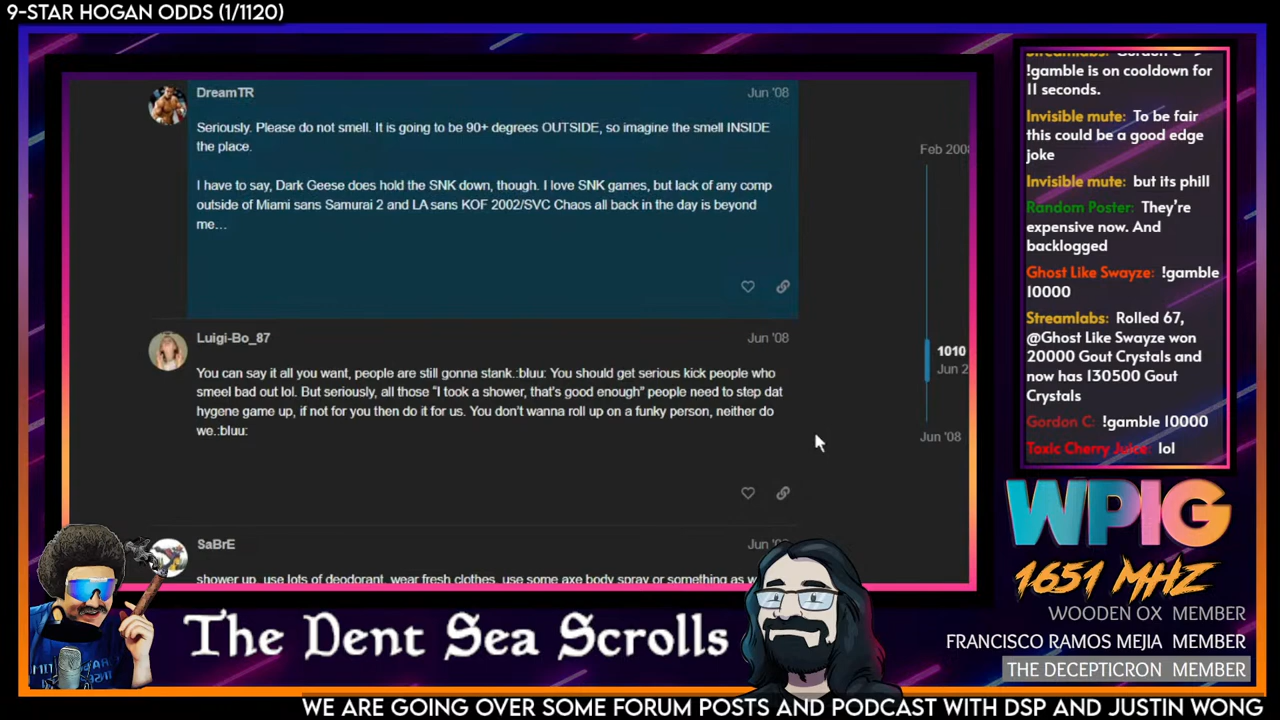 9-STAR HOGAN ODDS (1/1120)
DreamTR
Jun '08
Seriously. Please do not smell. It is going to be 90+ degrees OUTSIDE, so imagine the smell INSIDE
the place.
I have to say, Dark Geese does hold the SNK down, though. I love SNK games, but lack of any comp
outside of Miami sans Samurai 2 and LA sans KOF 2002/SVC Chaos all back in the day is beyond
me…
Luigi-Bo_87
Jun '08
You can say it all you want, people are still gonna stank.:bluu: You should get serious kick people who
smeel bad out lol. But seriously, all those “I took a shower, that's good enough” people need to step dat
hygene game up, if not for you then do it for us. You don't wanna roll up on a funky person, neither do
we.:bluu:
SaBrE
shower up, use lots of deodorant, wear fresh clothes, use some axe body spray or something as
Feb 2008
1010
Jun 2
Jun '08
!gamble is on cooldown for
11 seconds.
Invisible mute: To be fair
this could be a good edge
joke
Invisible mute: but its phill
Random Poster: They're
expensive now. And
backlogged
Ghost Like Swayze: !gamble
10000
Streamlabs: Rolled 67,
@Ghost Like Swayze won
20000 Gout Crystals and
now has 130500 Gout
Crystals
Gordon C: !gamble 10000
Toxic Cherry Juice: lol
WPIG
1651 MHZ
WOODEN OX MEMBER
FRANCISCO RAMOS MEJIA MEMBER
THE DECEPTICRON MEMBER
The Dent Sea Scrolls
WE ARE GOING OVER SOME FORUM POSTS AND PODCAST WITH DSP AND JUSTIN WONG